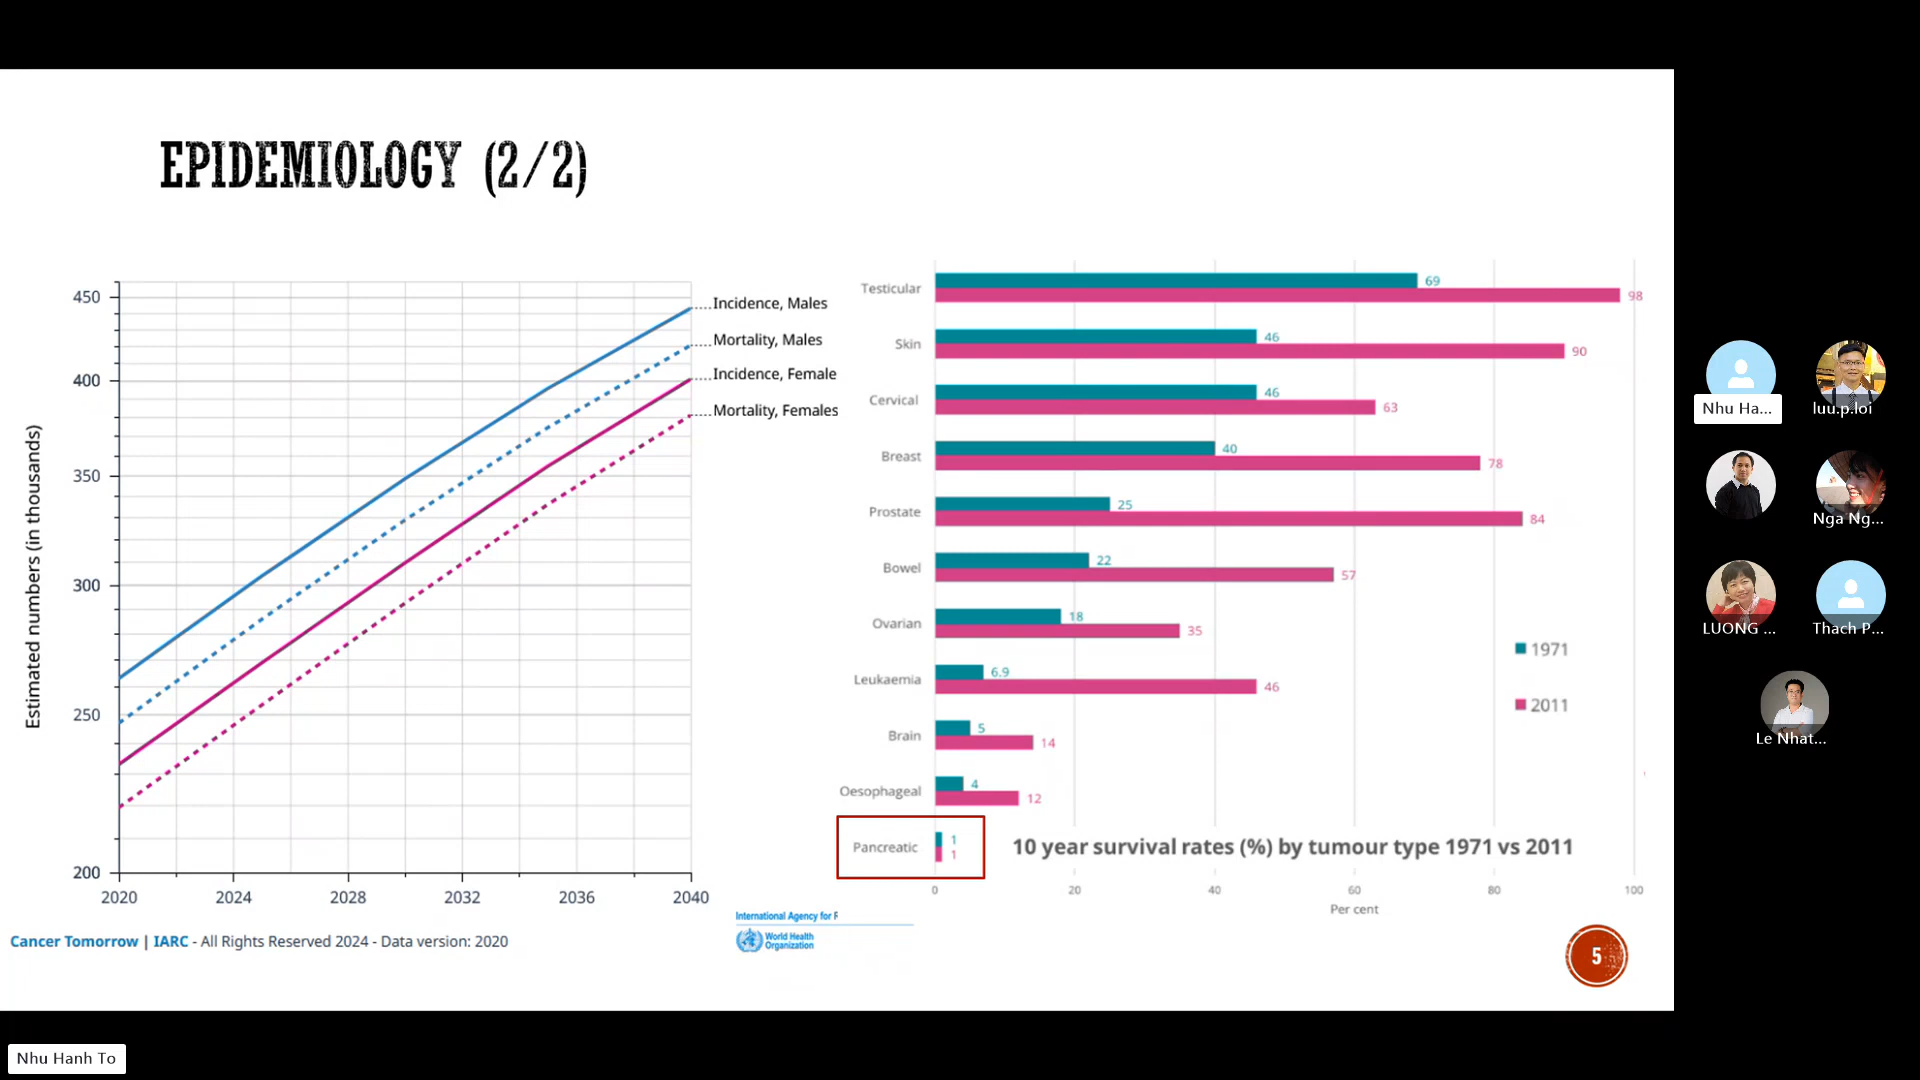 EPIDEMIOLOGY (2/2)
Estimated numbers (in thousands)
450
400
350
300
250
200
2020
2024
2028
2032
2036
2040
Incidence, Males
Mortality, Males
Incidence, Female
Mortality, Females
Cancer Tomorrow | IARC - All Rights Reserved 2024 - Data version: 2020
International Agency for
World Health
Organization
Testicular
69
98
Skin
46
90
Cervical
46
63
Breast
40
78
Prostate
25
84
Bowel
22
57
Ovarian
18
35
Leukaemia
6.9
46
Brain
5
14
Oesophageal
4
12
Pancreatic
1
1
1971
2011
10 year survival rates (%) by tumour type 1971 vs 2011
0
20
40
60
80
100
Per cent
5
Nhu Ha...
luu.p.loi
Nga Ng...
LUONG ...
Thach P...
Le Nhat...
Nhu Hanh To